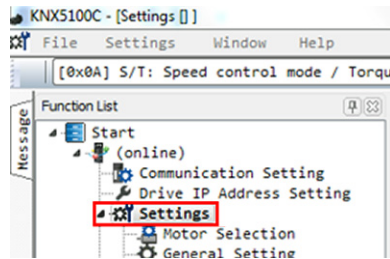 KNX5100C - [Settings [] ]
File Settings Window Help
[0x0A] S/T: Speed control mode / Torqu
Function List
Message
Start
(online)
Communication Setting
Drive IP Address Setting
Settings
Motor Selection
General Setting